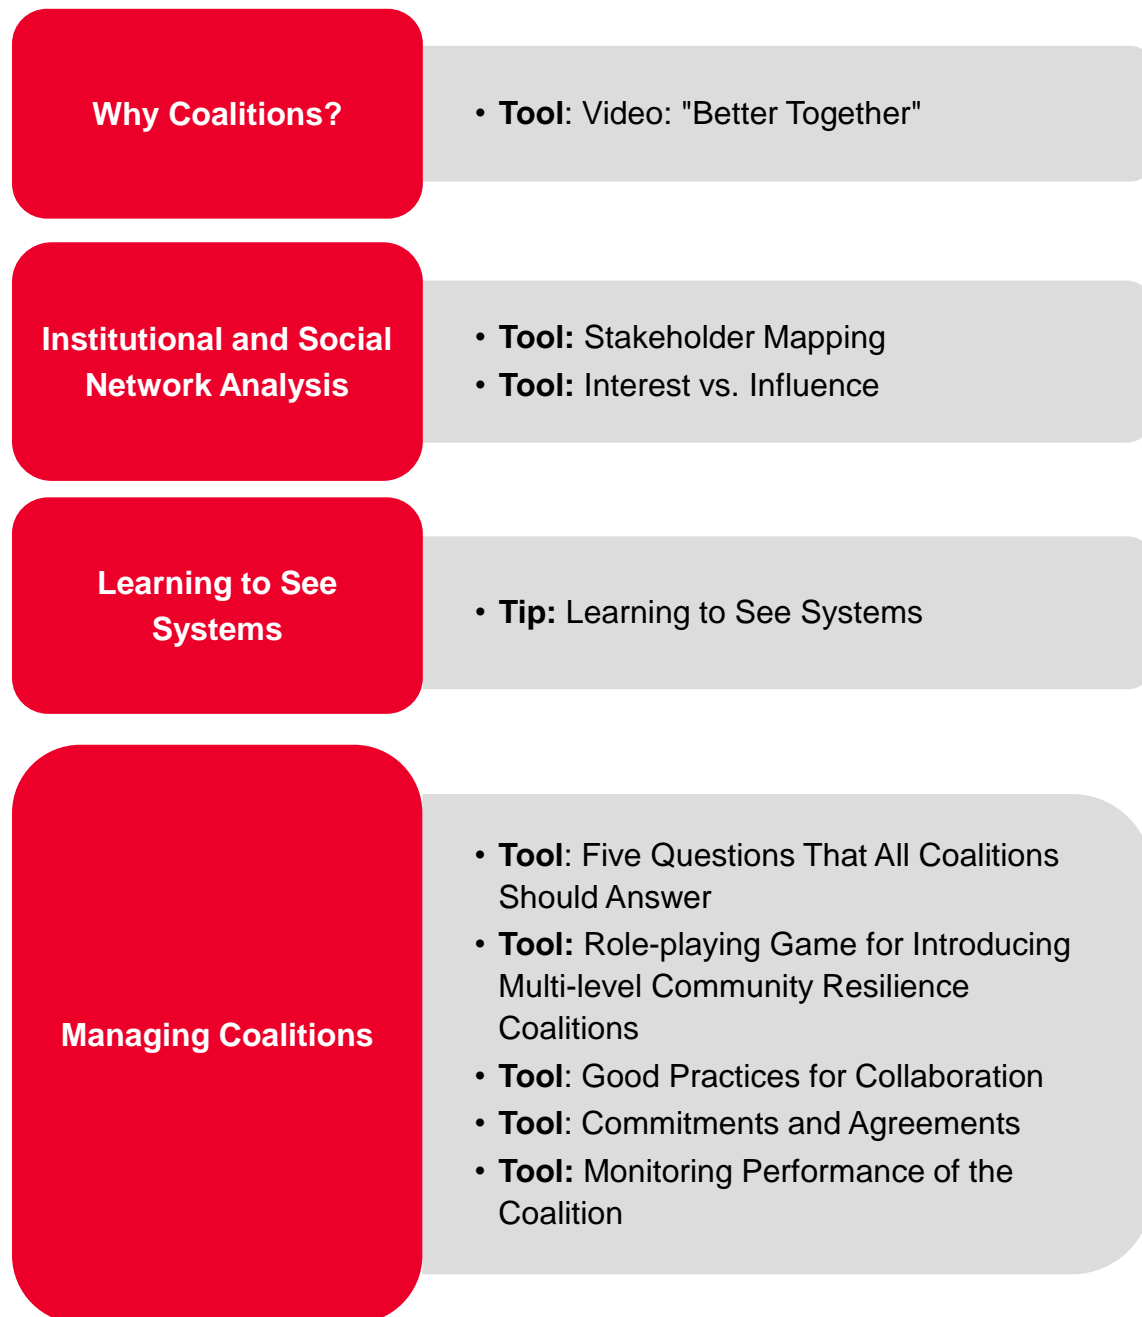 Why Coalitions?
• Tool: Video: "Better Together"
Institutional and Social
Network Analysis
• Tool: Stakeholder Mapping
• Tool: Interest vs. Influence
Learning to See
Systems
• Tip: Learning to See Systems
Managing Coalitions
• Tool: Five Questions That All Coalitions
Should Answer
• Tool: Role-playing Game for Introducing
Multi-level Community Resilience
Coalitions
• Tool: Good Practices for Collaboration
• Tool: Commitments and Agreements
• Tool: Monitoring Performance of the
Coalition